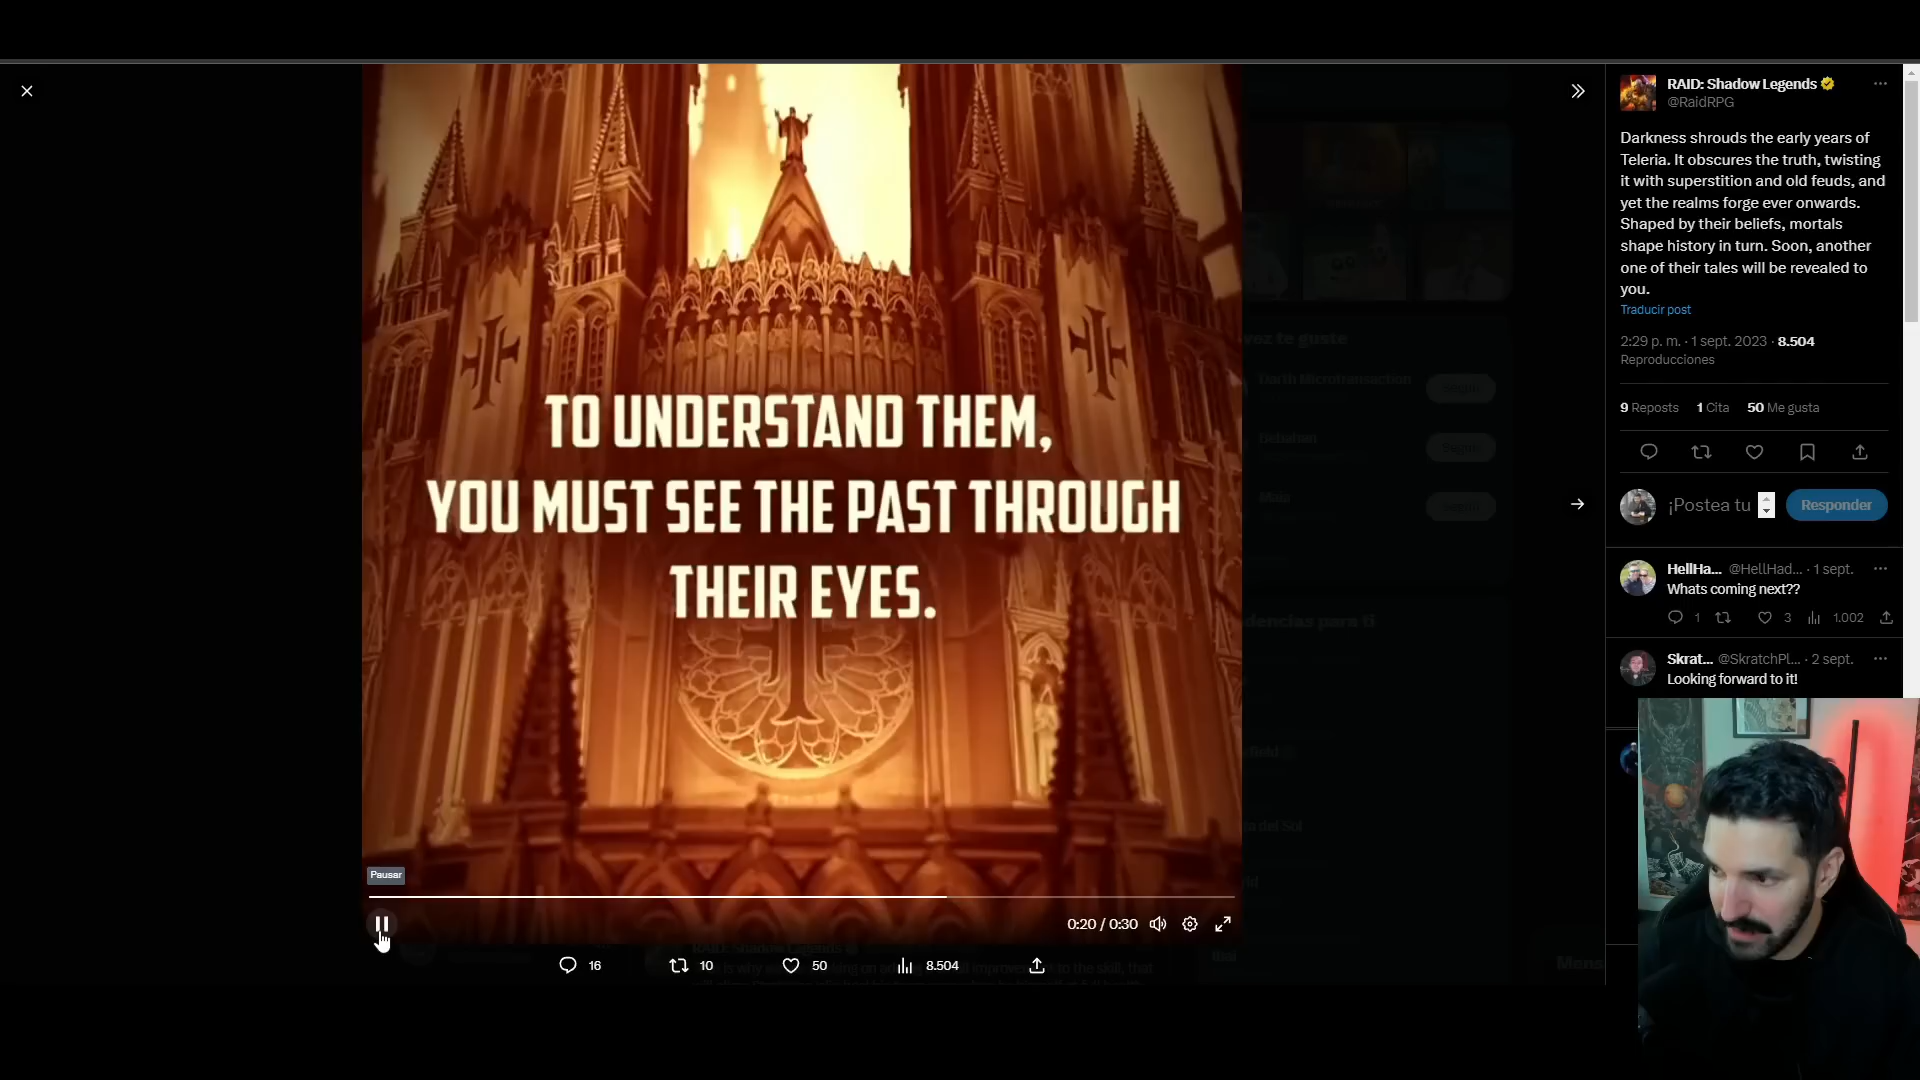 TO UNDERSTAND THEM,
YOU MUST SEE THE PAST THROUGH
THEIR EYES.
Pausar
0:20 / 0:30
16
10
50
8.504
RAID: Shadow Legends
@RaidRPG
Darkness shrouds the early years of
Teleria. It obscures the truth, twisting
it with superstition and old feuds, and
yet the realms forge ever onwards.
Shaped by their beliefs, mortals
shape history in turn. Soon, another
one of their tales will be revealed to
you.
Traducir post
2:29 p. m. · 1 sept. 2023 · 8.504
Reproducciones
9 Reposts 1 Cita 50 Me gusta
¡Postea tu
Responder
HellHa... @HellHad... · 1 sept.
Whats coming next??
1 3 1.002
Skrat... @SkratchPl... · 2 sept.
Looking forward to it!
vez te guste
Darth Microtransaction
dencias para ti
a del Sol
Mens
RAID: Shadow Legends